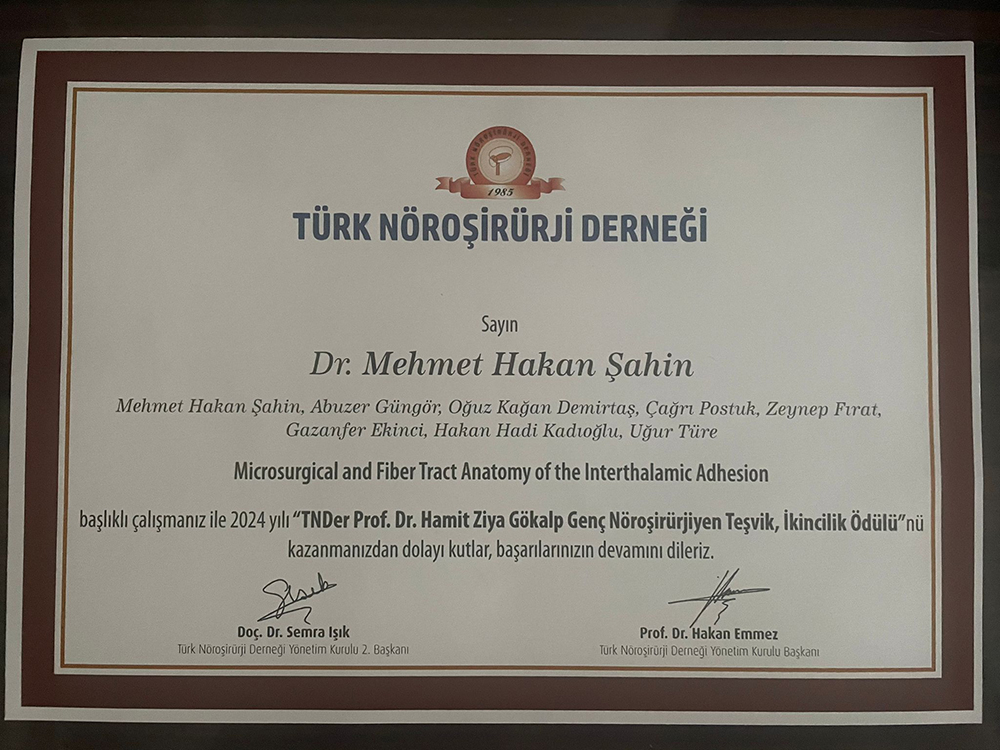 TÜRK NÖROŞİRÜRJİ DERNEĞİ
1985
TÜRK NÖROŞİRÜRJİ DERNEĞİ
Sayın
Dr. Mehmet Hakan Şahin
Mehmet Hakan Şahin, Abuzer Güngör, Oğuz Kağan Demirtaş, Çağrı Postuk, Zeynep Fırat,
Gazanfer Ekinci, Hakan Hadi Kadıoğlu, Uğur Türe
Microsurgical and Fiber Tract Anatomy of the Interthalamic Adhesion
başlıklı çalışmanız ile 2024 yılı “TNDer Prof. Dr. Hamit Ziya Gökalp Genç Nöroşirürjiyen Teşvik, İkincilik Ödülü”nü
kazanmanızdan dolayı kutlar, başarılarınızın devamını dileriz.
Doç. Dr. Semra Işık
Türk Nöroşirürji Derneği Yönetim Kurulu 2. Başkanı
Prof. Dr. Hakan Emmez
Türk Nöroşirürji Derneği Yönetim Kurulu Başkanı